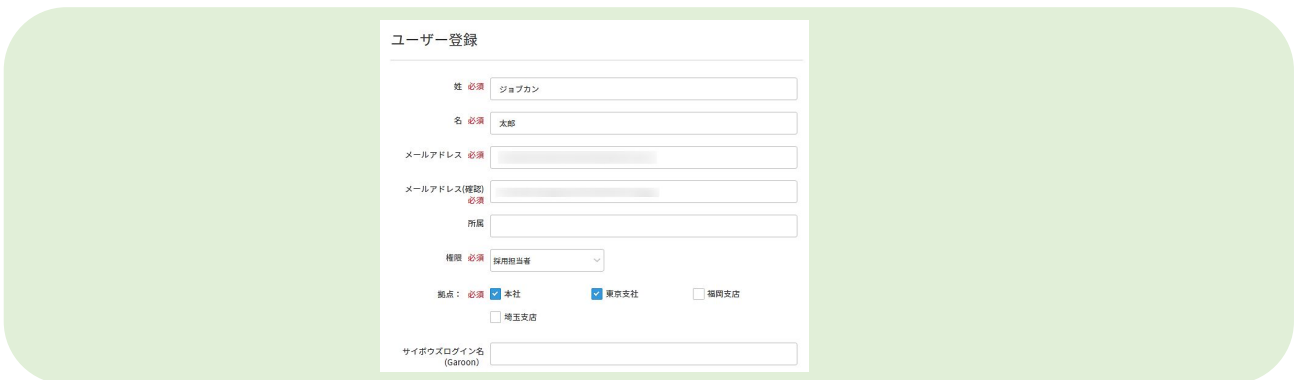 ユーザー登録
姓 必須 ジョブカン
名 必須 太郎
メールアドレス 必須
メールアドレス(確認)
必須
所属
権限 必須 採用担当者
拠点: 必須 本社 東京支社 福岡支店
埼玉支店
サイボウズログイン名
(Garoon)